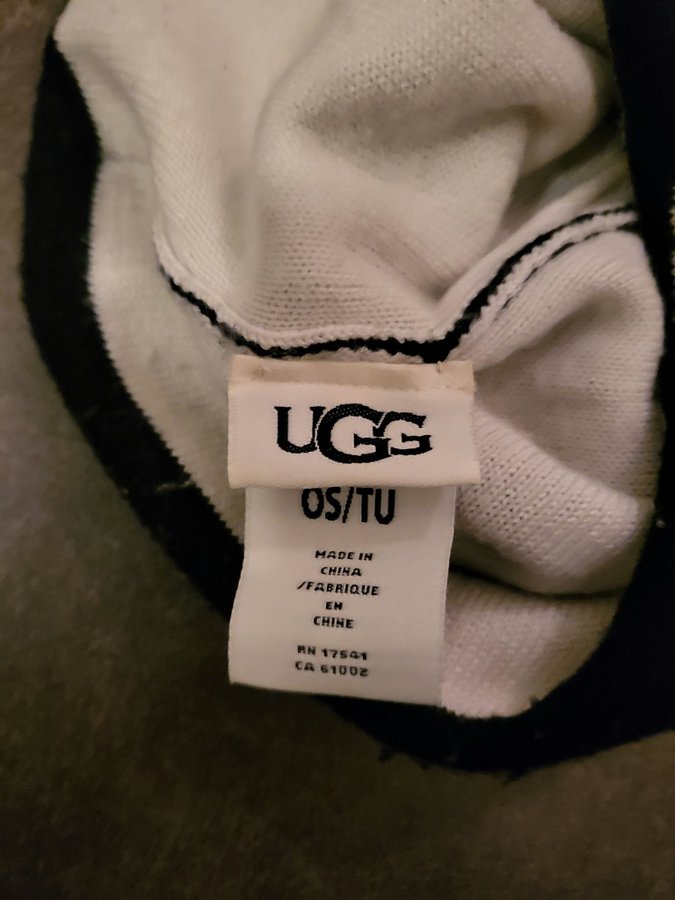 UGG
OS/TU
MADE IN
CHINA
/FABRIQUE
EN
CHINE
RN 17541
CA 61002